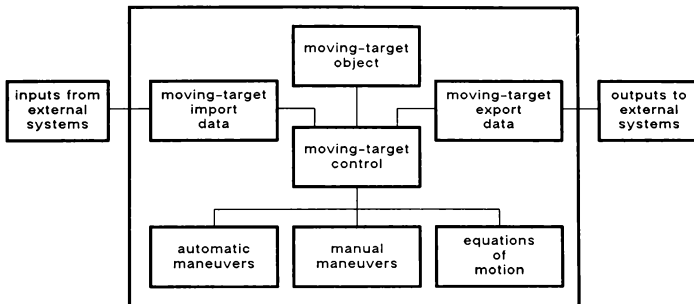 moving-target
object
inputs from
external
systems
moving-target
import
data
moving-target
export
data
outputs to
external
systems
moving-target
control
automatic
maneuvers
manual
maneuvers
equations
of
motion